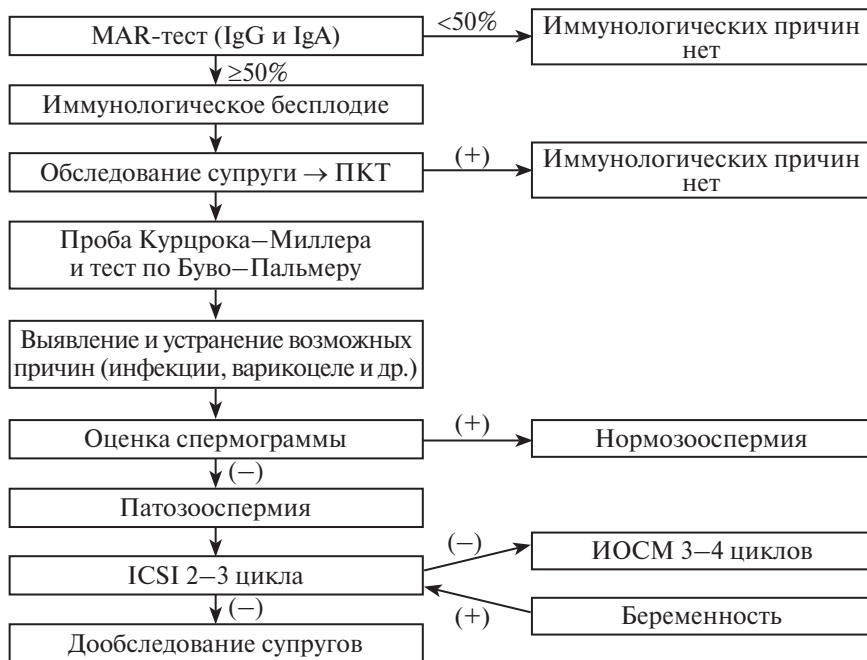 MAR-тест (IgG и IgA)
<50%
Иммунологических причин
нет
≥50%
Иммунологическое бесплодие
Обследование супруги → ПКТ
(+)
Иммунологических причин
нет
Проба Курцрока–Миллера
и тест по Буво–Пальмеру
Выявление и устранение возможных
причин (инфекции, варикоцеле и др.)
Оценка спермограммы
(+)
Нормозооспермия
(–)
Патозооспермия
ICSI 2–3 цикла
(–)
ИОСМ 3–4 циклов
(+)
Беременность
(–)
Дообследование супругов